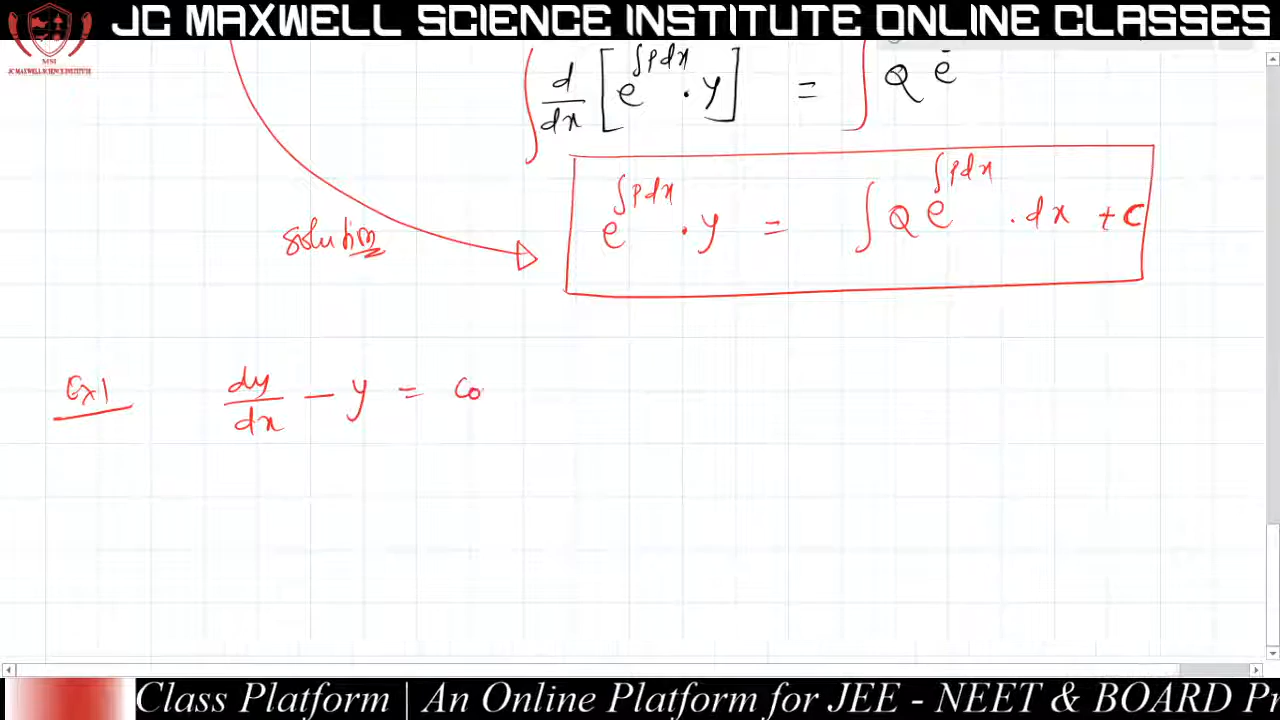 JC MAXWELL SCIENCE INSTITUTE ONLINE CLASSES
MSI
JC MAXWELL SCIENCE INSTITUTE
∫ d/dx [e^{∫pdx} · y] = ∫ Q e
e^{∫pdx} · y = ∫ Q e^{∫pdx} · dx + C
solution
Ex1 dy/dx - y = co
Class Platform | An Online Platform for JEE - NEET & BOARD Pr